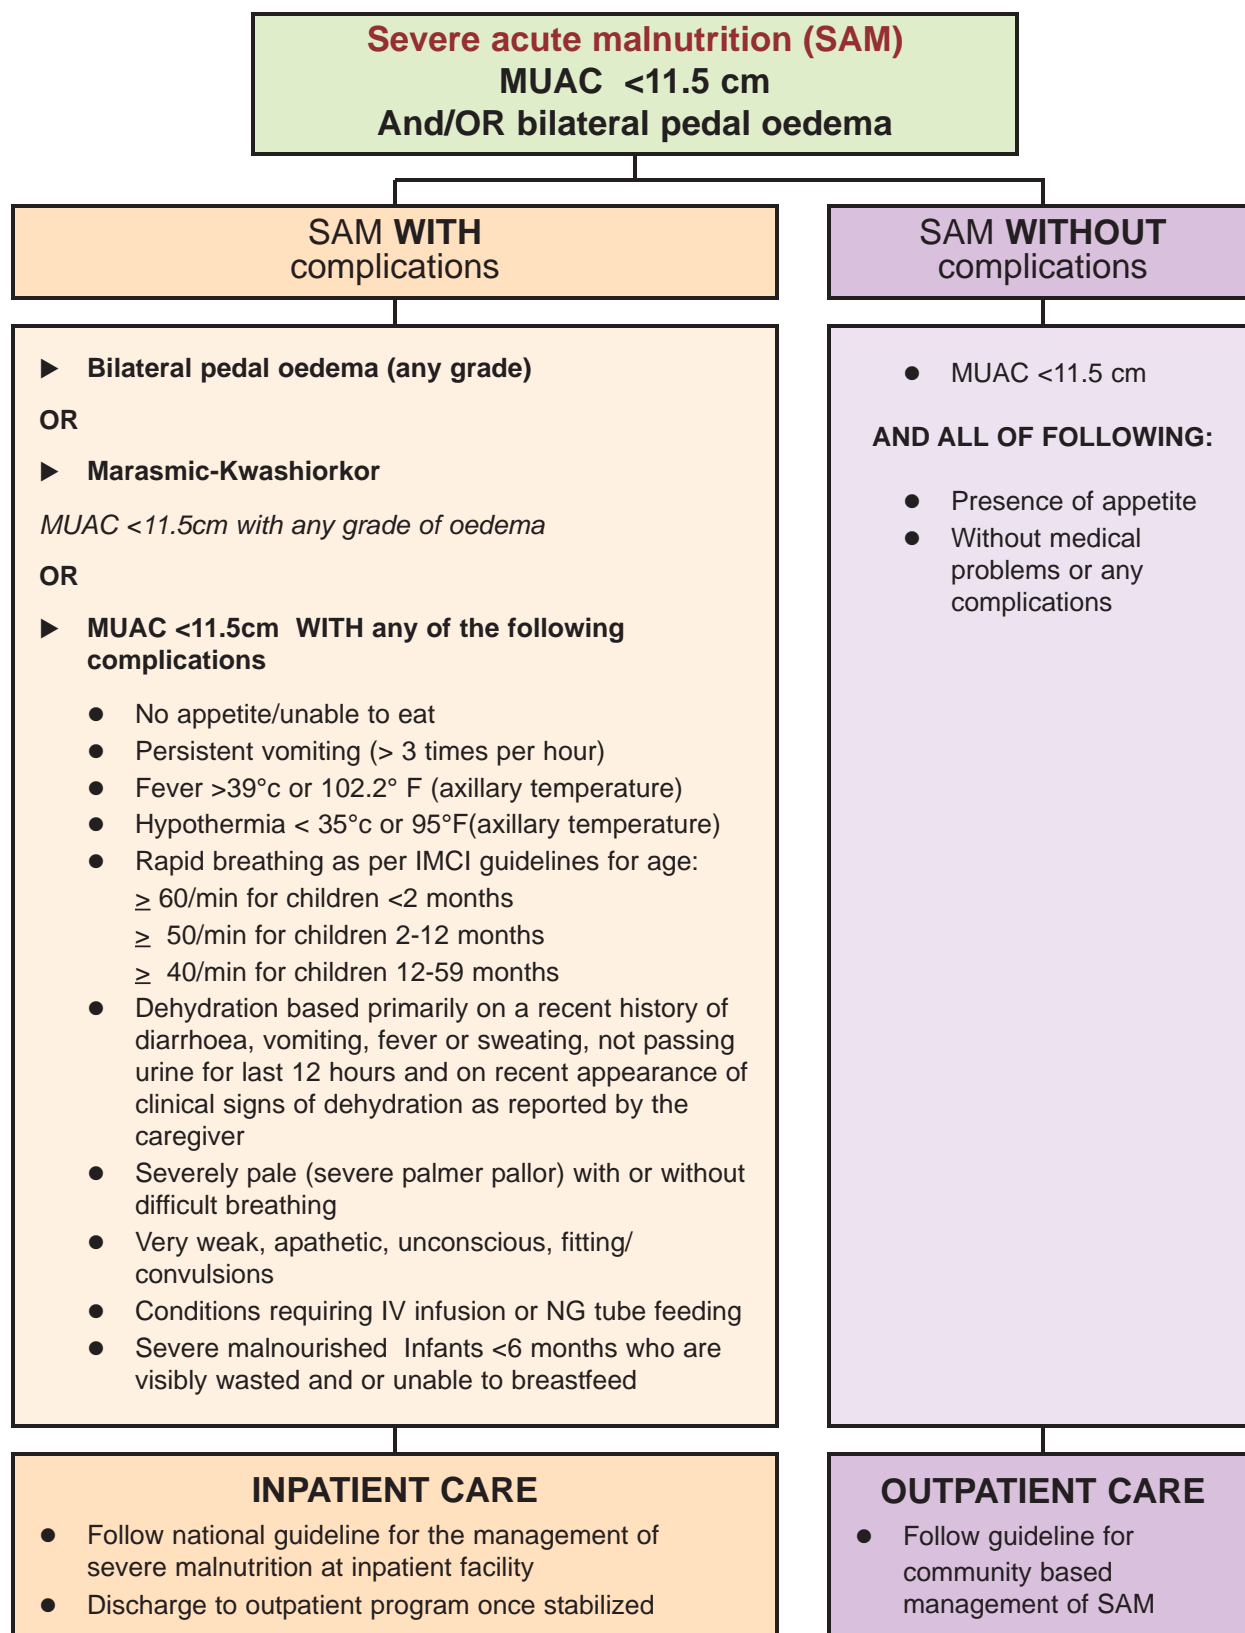 Severe acute malnutrition (SAM)
MUAC <11.5 cm
And/OR bilateral pedal oedema
SAM WITH
complications
▶ Bilateral pedal oedema (any grade)
OR
▶ Marasmic-Kwashiorkor
MUAC <11.5cm with any grade of oedema
OR
▶ MUAC <11.5cm WITH any of the following
complications
● No appetite/unable to eat
● Persistent vomiting (> 3 times per hour)
● Fever >39°c or 102.2° F (axillary temperature)
● Hypothermia < 35°c or 95°F(axillary temperature)
● Rapid breathing as per IMCI guidelines for age:
≥ 60/min for children <2 months
≥ 50/min for children 2-12 months
≥ 40/min for children 12-59 months
● Dehydration based primarily on a recent history of
diarrhoea, vomiting, fever or sweating, not passing
urine for last 12 hours and on recent appearance of
clinical signs of dehydration as reported by the
caregiver
● Severely pale (severe palmer pallor) with or without
difficult breathing
● Very weak, apathetic, unconscious, fitting/
convulsions
● Conditions requiring IV infusion or NG tube feeding
● Severe malnourished Infants <6 months who are
visibly wasted and or unable to breastfeed
INPATIENT CARE
● Follow national guideline for the management of
severe malnutrition at inpatient facility
● Discharge to outpatient program once stabilized
SAM WITHOUT
complications
● MUAC <11.5 cm
AND ALL OF FOLLOWING:
● Presence of appetite
● Without medical
problems or any
complications
OUTPATIENT CARE
● Follow guideline for
community based
management of SAM